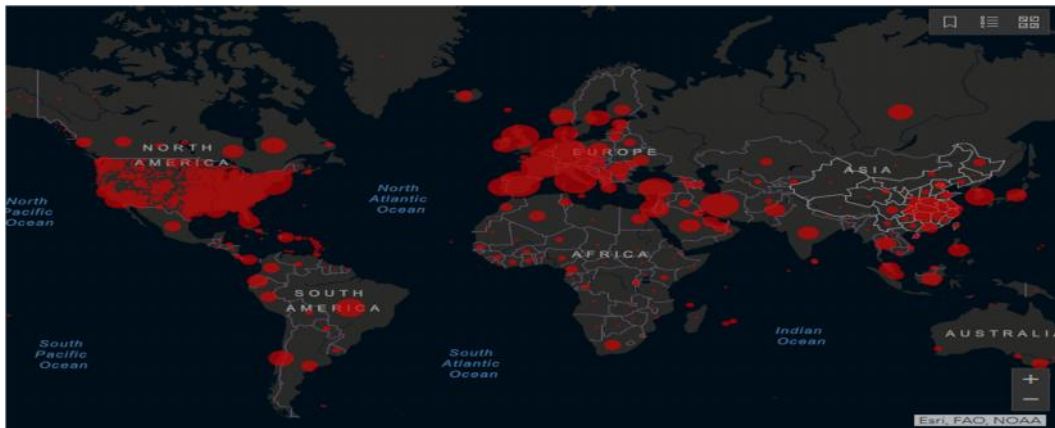 NORTH
AMERICA
EUROPE
ASIA
North
Pacific
Ocean
North
Atlantic
Ocean
AFRICA
SOUTH
AMERICA
Indian
Ocean
AUSTRALIA
South
Pacific
Ocean
South
Atlantic
Ocean
+
−
Esri, FAO, NOAA